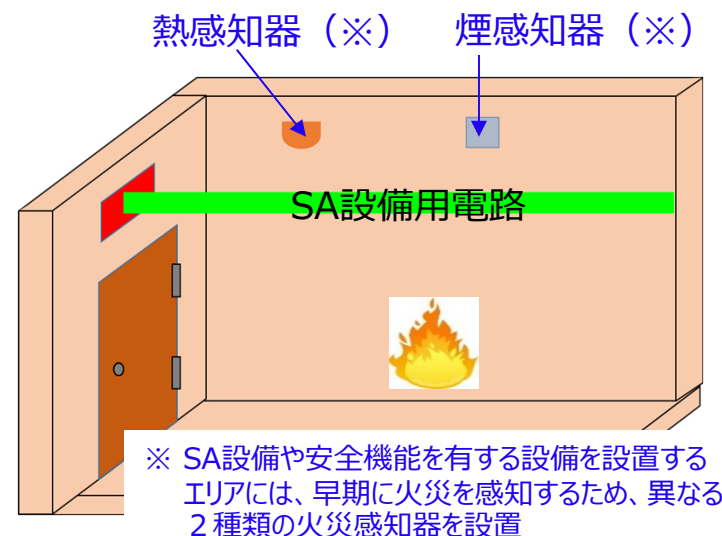 熱感知器（※） 煙感知器（※）
SA設備用電路
※ SA設備や安全機能を有する設備を設置する
エリアには、早期に火災を感知するため、異なる
２種類の火災感知器を設置